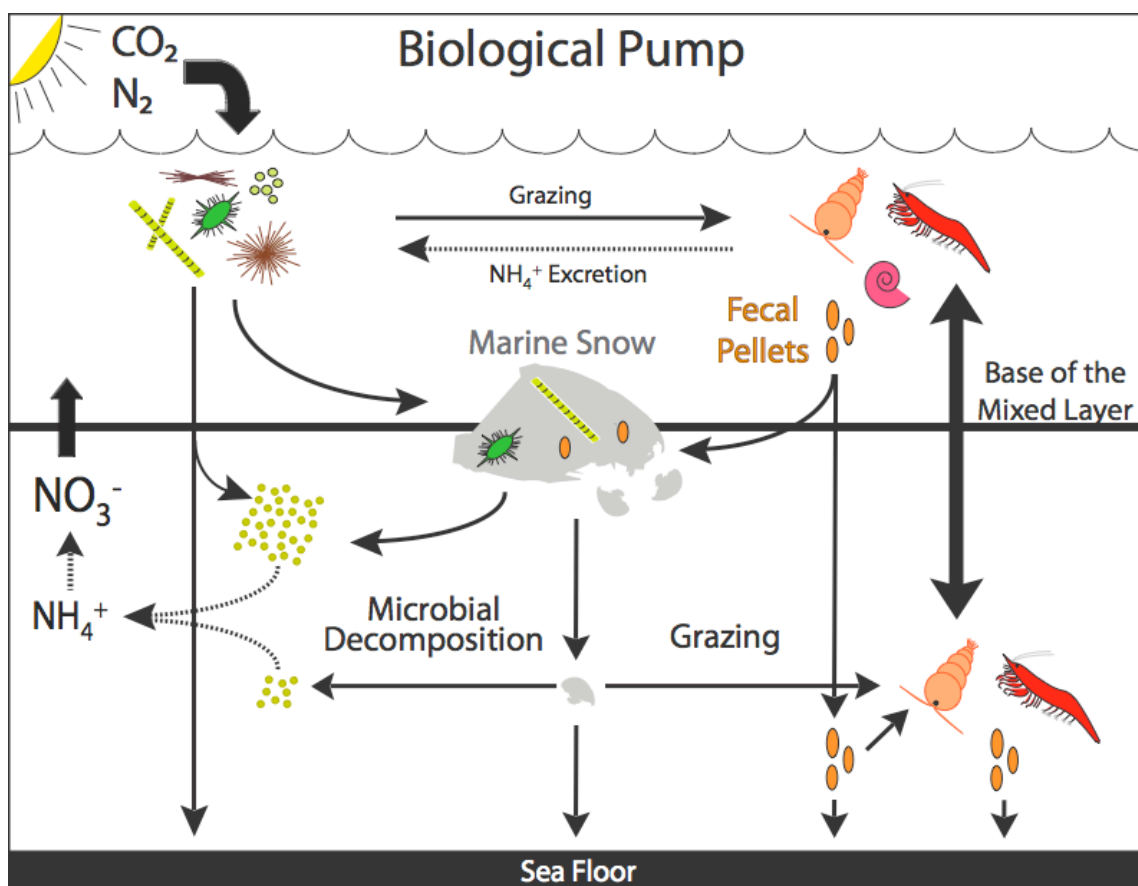 Biological Pump
CO₂
N₂
Grazing
NH₄⁺ Excretion
Fecal
Pellets
Marine Snow
Base of the
Mixed Layer
NO₃⁻
NH₄⁺
Microbial
Decomposition
Grazing
Sea Floor